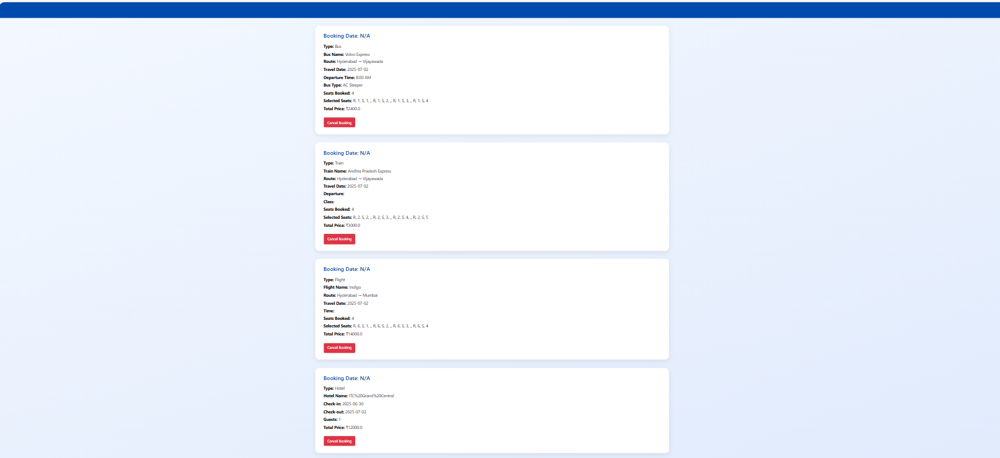 Booking Date: N/A
Type: Bus
Bus Name: Volvo Express
Route: Hyderabad → Vijayawada
Travel Date: 2025-07-02
Departure Time: 8:00 AM
Bus Type: AC Sleeper
Seats Booked: 4
Selected Seats: R, 1, S, 1, ,, R, 1, S, 2, ,, R, 1, S, 3, ,, R, 1, S, 4
Total Price: ₹2400.0
Cancel Booking
Booking Date: N/A
Type: Train
Train Name: Andhra Pradesh Express
Route: Hyderabad → Vijayawada
Travel Date: 2025-07-02
Departure:
Class:
Seats Booked: 4
Selected Seats: R, 2, S, 2, ,, R, 2, S, 3, ,, R, 2, S, 4, ,, R, 2, S, 5
Total Price: ₹3000.0
Cancel Booking
Booking Date: N/A
Type: Flight
Flight Name: Indigo
Route: Hyderabad → Mumbai
Travel Date: 2025-07-02
Time:
Seats Booked: 4
Selected Seats: R, 6, S, 1, ,, R, 6, S, 2, ,, R, 6, S, 3, ,, R, 6, S, 4
Total Price: ₹14000.0
Cancel Booking
Booking Date: N/A
Type: Hotel
Hotel Name: ITC%20Grand%20Central
Check-in: 2025-06-30
Check-out: 2025-07-02
Guests: 1
Total Price: ₹12000.0
Cancel Booking